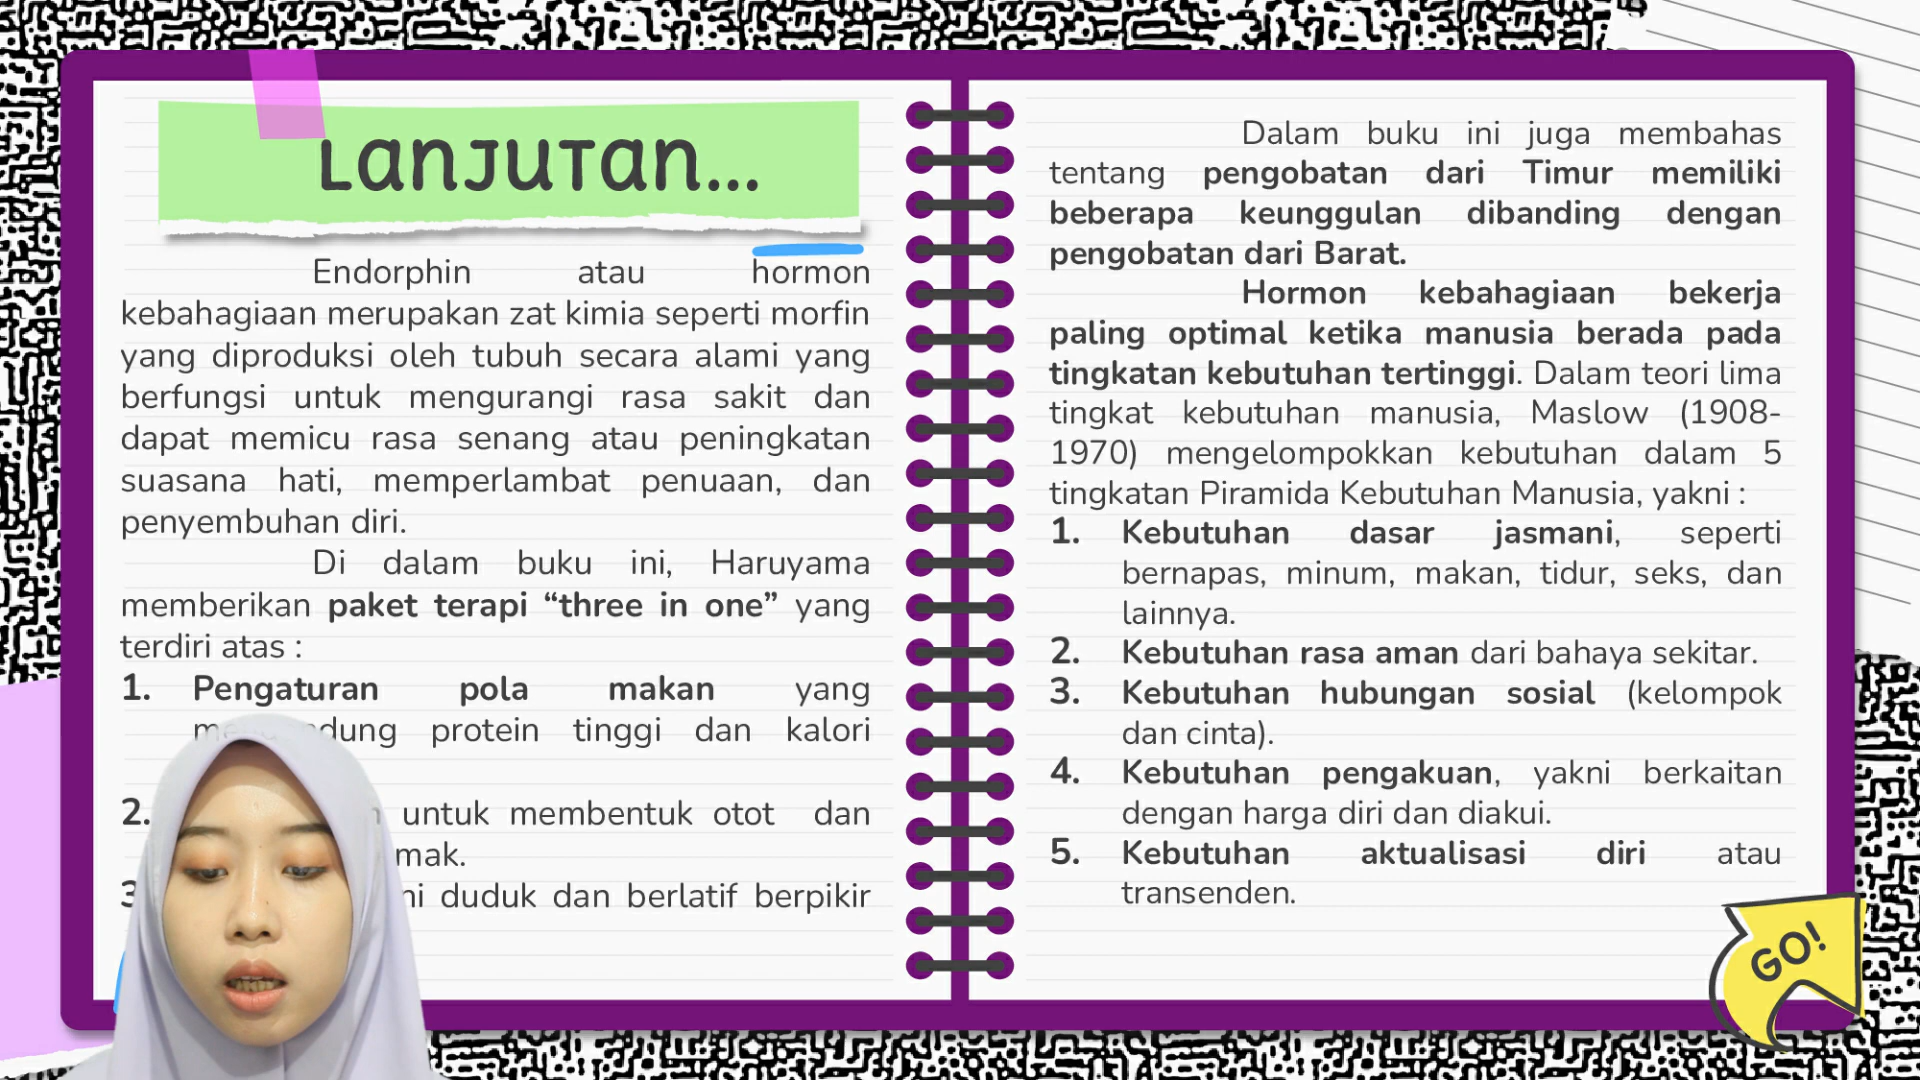 Lanjutan...
Endorphin atau hormon
kebahagiaan merupakan zat kimia seperti morfin
yang diproduksi oleh tubuh secara alami yang
berfungsi untuk mengurangi rasa sakit dan
dapat memicu rasa senang atau peningkatan
suasana hati, memperlambat penuaan, dan
penyembuhan diri.
Di dalam buku ini, Haruyama
memberikan paket terapi “three in one” yang
terdiri atas :
1. Pengaturan pola makan yang
protein tinggi dan kalori
2. untuk membentuk otot dan
3 duduk dan berlatif berpikir
Dalam buku ini juga membahas
tentang pengobatan dari Timur memiliki
beberapa keunggulan dibanding dengan
pengobatan dari Barat.
Hormon kebahagiaan bekerja
paling optimal ketika manusia berada pada
tingkatan kebutuhan tertinggi. Dalam teori lima
tingkat kebutuhan manusia, Maslow (1908-
1970) mengelompokkan kebutuhan dalam 5
tingkatan Piramida Kebutuhan Manusia, yakni :
1. Kebutuhan dasar jasmani, seperti
bernapas, minum, makan, tidur, seks, dan
lainnya.
2. Kebutuhan rasa aman dari bahaya sekitar.
3. Kebutuhan hubungan sosial (kelompok
dan cinta).
4. Kebutuhan pengakuan, yakni berkaitan
dengan harga diri dan diakui.
5. Kebutuhan aktualisasi diri atau
transenden.
GO!